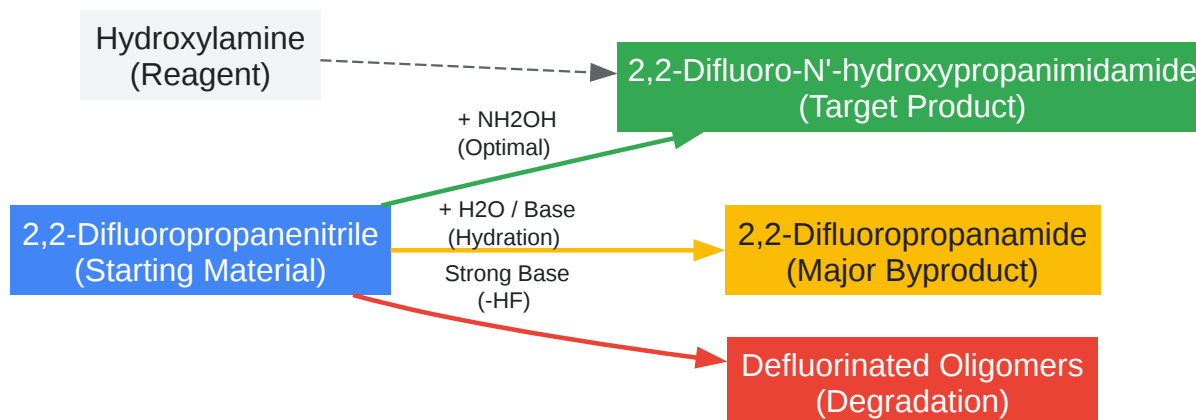 Hydroxylamine
(Reagent)
2,2-Difluoro-N'-hydroxypropanimidamide
(Target Product)
+ NH2OH
(Optimal)
2,2-Difluoropropanenitrile
(Starting Material)
+ H2O / Base
(Hydration)
2,2-Difluoropropanamide
(Major Byproduct)
Strong Base
(-HF)
Defluorinated Oligomers
(Degradation)